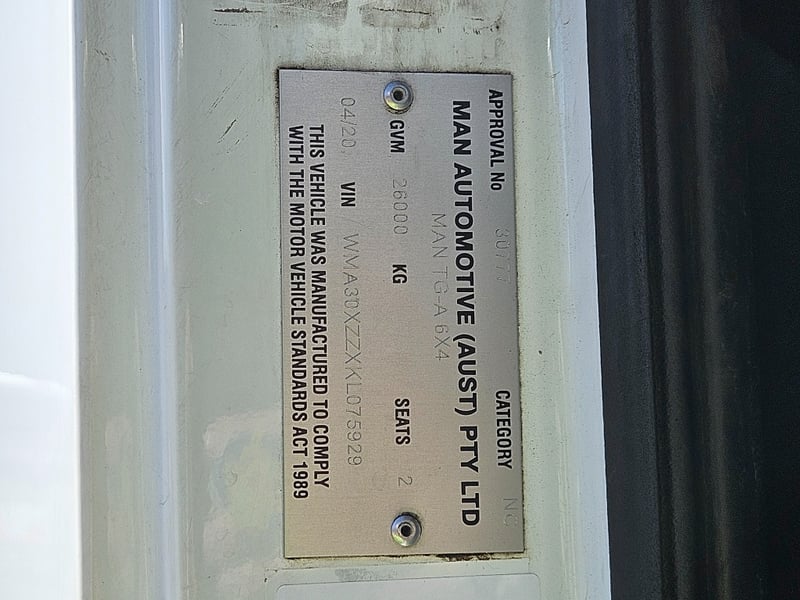 APPROVAL No 30777 CATEGORY NC
MAN AUTOMOTIVE (AUST) PTY LTD
MAN TG-A 6X4
GVM 26000 KG SEATS 2
04/20 VIN WMA30XZZXKL075929
THIS VEHICLE WAS MANUFACTURED TO COMPLY
WITH THE MOTOR VEHICLE STANDARDS ACT 1989